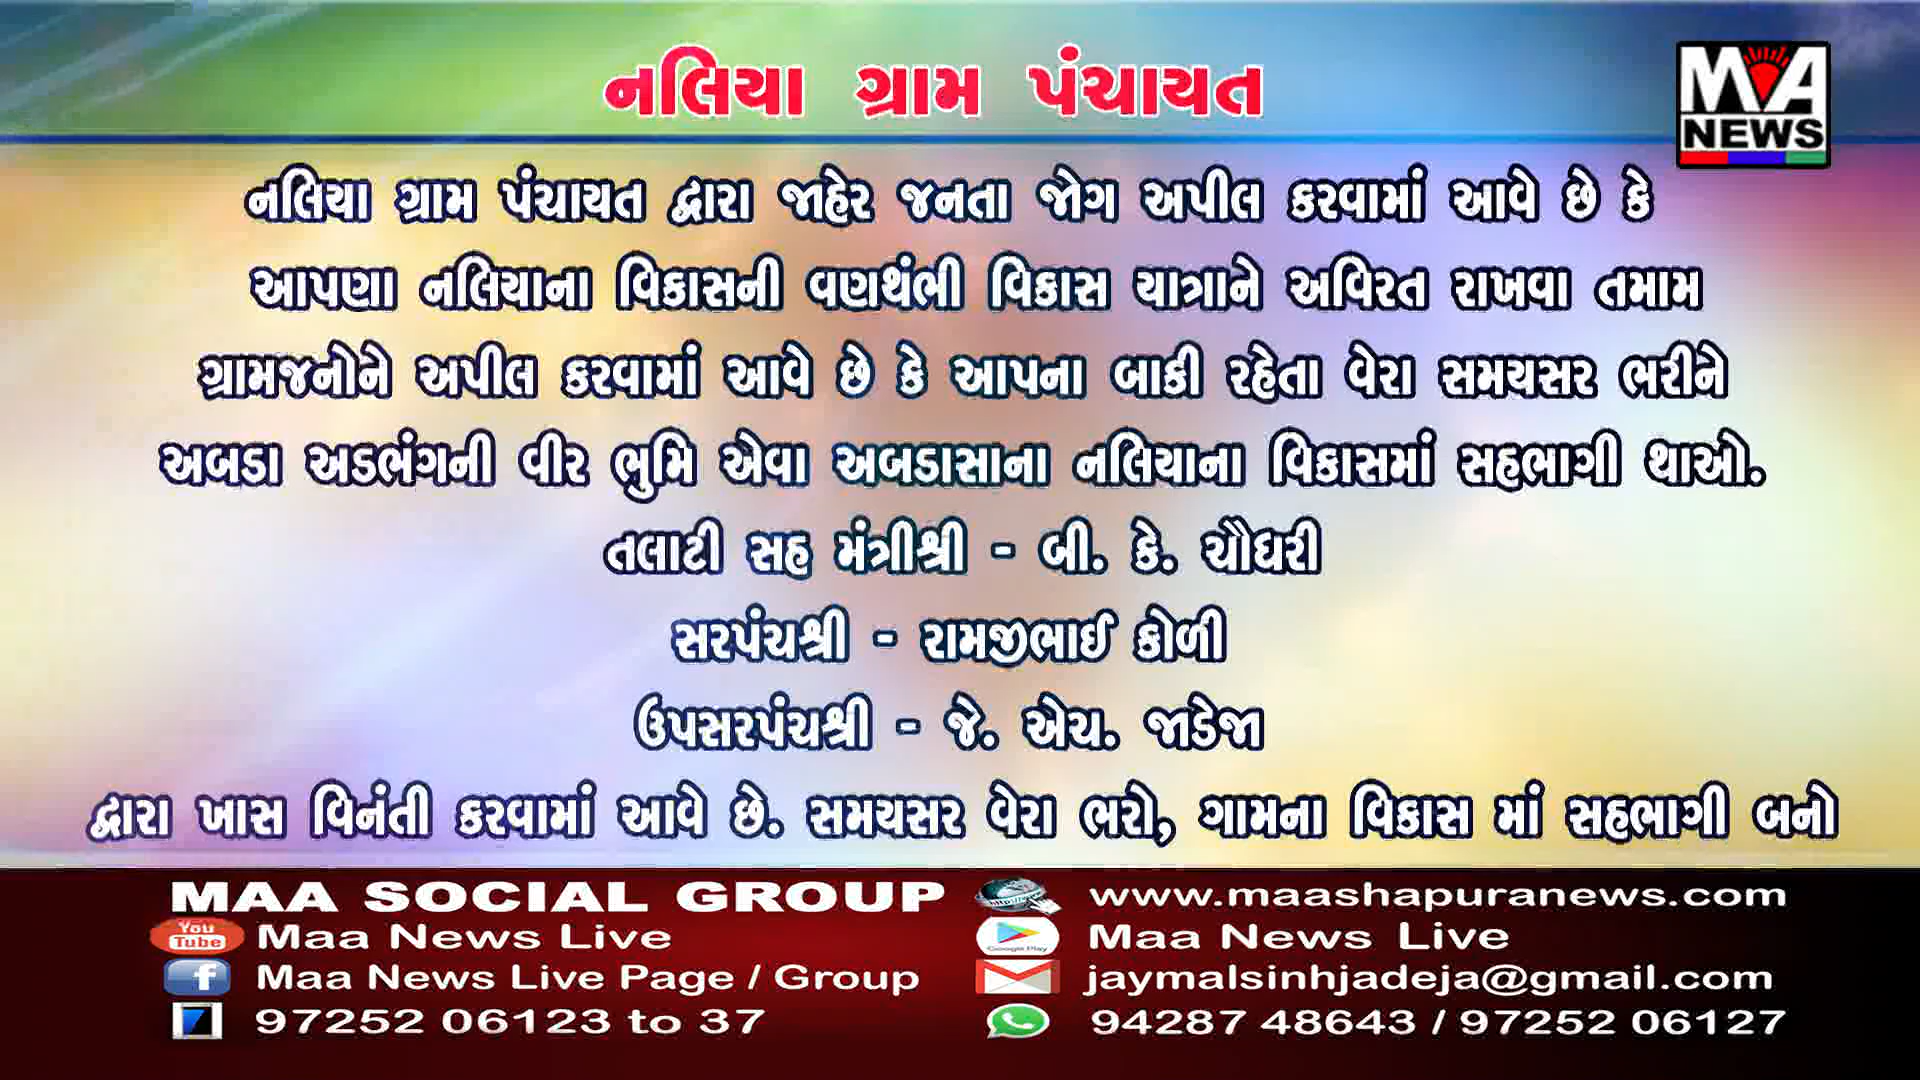 નલિયા ગ્રામ પંચાયત
MAA
NEWS
નલિયા ગ્રામ પંચાયત દ્વારા જાહેર જનતા જોગ અપીલ કરવામાં આવે છે કે
આપણા નલિયાના વિકાસની વણથંભી વિકાસ યાત્રાને અવિરત રાખવા તમામ
ગ્રામજનોને અપીલ કરવામાં આવે છે કે આપના બાકી રહેતા વેરા સમયસર ભરીને
અબડા અડભંગની વીર ભુમિ એવા અબડાસાના નલિયાના વિકાસમાં સહભાગી થાઓ.
તલાટી સહ મંત્રીશ્રી - બી. કે. ચૌધરી
સરપંચશ્રી - રામજીભાઈ કોળી
ઉપસરપંચશ્રી - જે. એચ. જાડેજા
દ્વારા ખાસ વિનંતી કરવામાં આવે છે. સમયસર વેરા ભરો, ગામના વિકાસ માં સહભાગી બનો
MAA SOCIAL GROUP
You Tube Maa News Live
f Maa News Live Page / Group
97252 06123 to 37
www.maashapuranews.com
Google Play Maa News Live
jaymalsinhjadeja@gmail.com
94287 48643 / 97252 06127